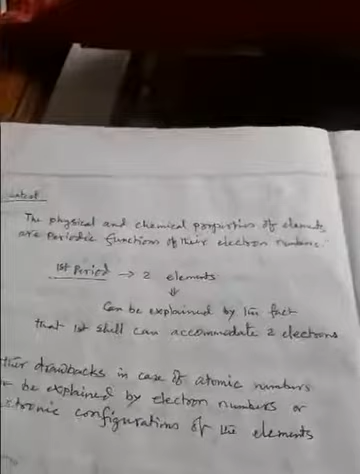 The physical and chemical properties of elements
are Periodic functions of their electron numbers."
1st Period → 2 elements
⇓
Can be explained by the fact
that 1st shell can accommodate 2 electrons
drawbacks in case of atomic numbers
be explained by electron numbers or
configurations of the elements